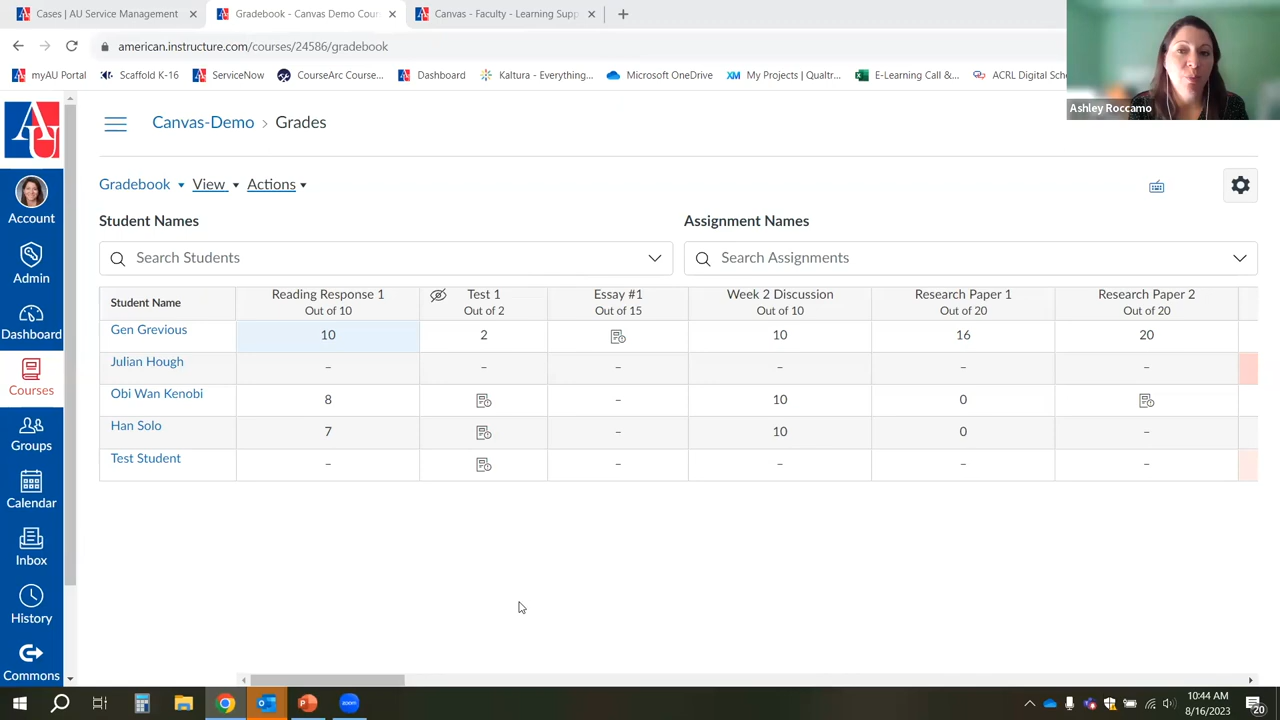 Cases | AU Service Management
Gradebook - Canvas Demo Cour
Canvas - Faculty - Learning Supp
american.instructure.com/courses/24586/gradebook
myAU Portal
Scaffold K-16
ServiceNow
CourseArc Course...
Dashboard
Kaltura - Everything...
Microsoft OneDrive
XM My Projects | Qualtr...
E-Learning Call &...
ACRL Digital Sch
Ashley Roccamo
AU
Account
Admin
Dashboard
Courses
Groups
Calendar
Inbox
History
Commons
Canvas-Demo > Grades
Gradebook View Actions
Student Names Assignment Names
Search Students Search Assignments
Student Name Reading Response 1 Test 1 Essay #1 Week 2 Discussion Research Paper 1 Research Paper 2
Out of 10 Out of 2 Out of 15 Out of 10 Out of 20 Out of 20
Gen Grevious 10 2 10 16 20
Julian Hough – – – – – –
Obi Wan Kenobi 8 – 10 0
Han Solo 7 – 10 0 –
Test Student – – – – –
10:44 AM
8/16/2023
20